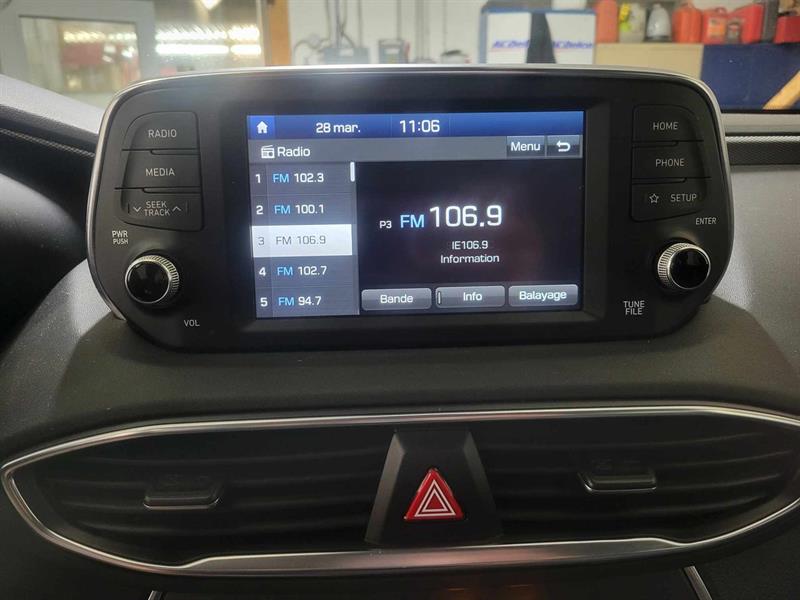 ACDelco ACDelco
RADIO
MEDIA
SEEK
TRACK
PWR
PUSH
VOL
28 mar. 11:06
Radio
Menu
1 FM 102.3
2 FM 100.1
3 FM 106.9
4 FM 102.7
5 FM 94.7
P3 FM 106.9
IE106.9
Information
Bande
Info
Balayage
HOME
PHONE
SETUP
ENTER
TUNE
FILE